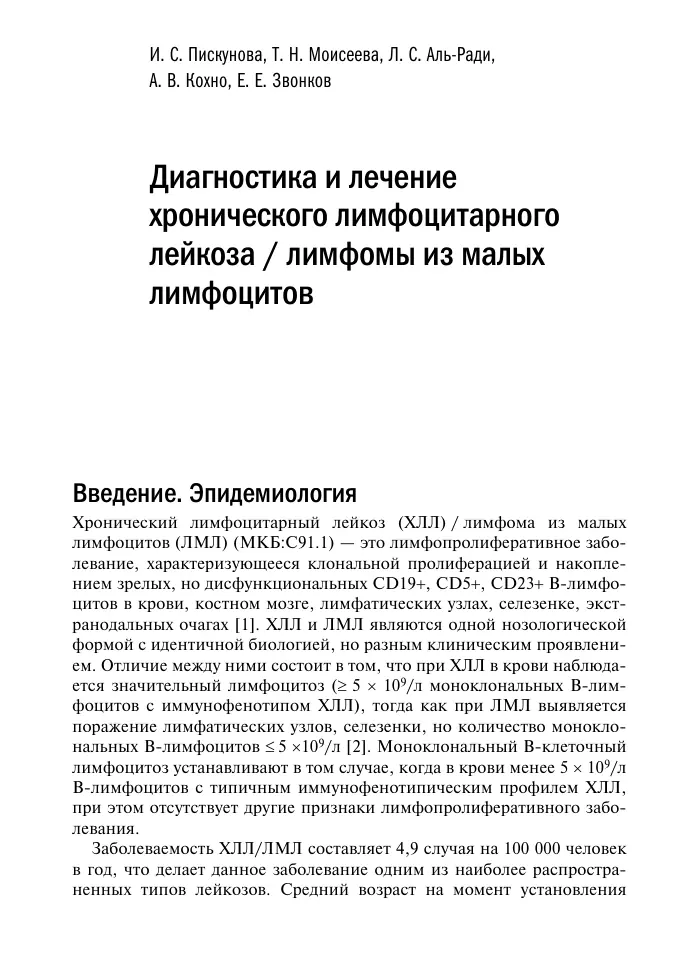 И. С. Пискунова, Т. Н. Моисеева, Л. С. Аль-Ради,
А. В. Кохно, Е. Е. Звонков
Диагностика и лечение
хронического лимфоцитарного
лейкоза / лимфомы из малых
лимфоцитов
Введение. Эпидемиология
Хронический лимфоцитарный лейкоз (ХЛЛ) / лимфома из малых
лимфоцитов (ЛМЛ) (МКБ:С91.1) — это лимфопролиферативное забо-
левание, характеризующееся клональной пролиферацией и накопле-
нием зрелых, но дисфункциональных CD19+, CD5+, CD23+ В-лимфо-
цитов в крови, костном мозге, лимфатических узлах, селезенке, экст-
ранодальных очагах [1]. ХЛЛ и ЛМЛ являются одной нозологической
формой с идентичной биологией, но разным клиническим проявлени-
ем. Отличие между ними состоит в том, что при ХЛЛ в крови наблюда-
ется значительный лимфоцитоз (≥ 5 × 10⁹/л моноклональных В-лим-
фоцитов с иммунофенотипом ХЛЛ), тогда как при ЛМЛ выявляется
поражение лимфатических узлов, селезенки, но количество монокло-
нальных В-лимфоцитов ≤ 5 ×10⁹/л [2]. Моноклональный В-клеточный
лимфоцитоз устанавливают в том случае, когда в крови менее 5 × 10⁹/л
В-лимфоцитов с типичным иммунофенотипическим профилем ХЛЛ,
при этом отсутствует другие признаки лимфопролиферативного забо-
левания.
Заболеваемость ХЛЛ/ЛМЛ составляет 4,9 случая на 100 000 человек
в год, что делает данное заболевание одним из наиболее распростра-
ненных типов лейкозов. Средний возраст на момент установления